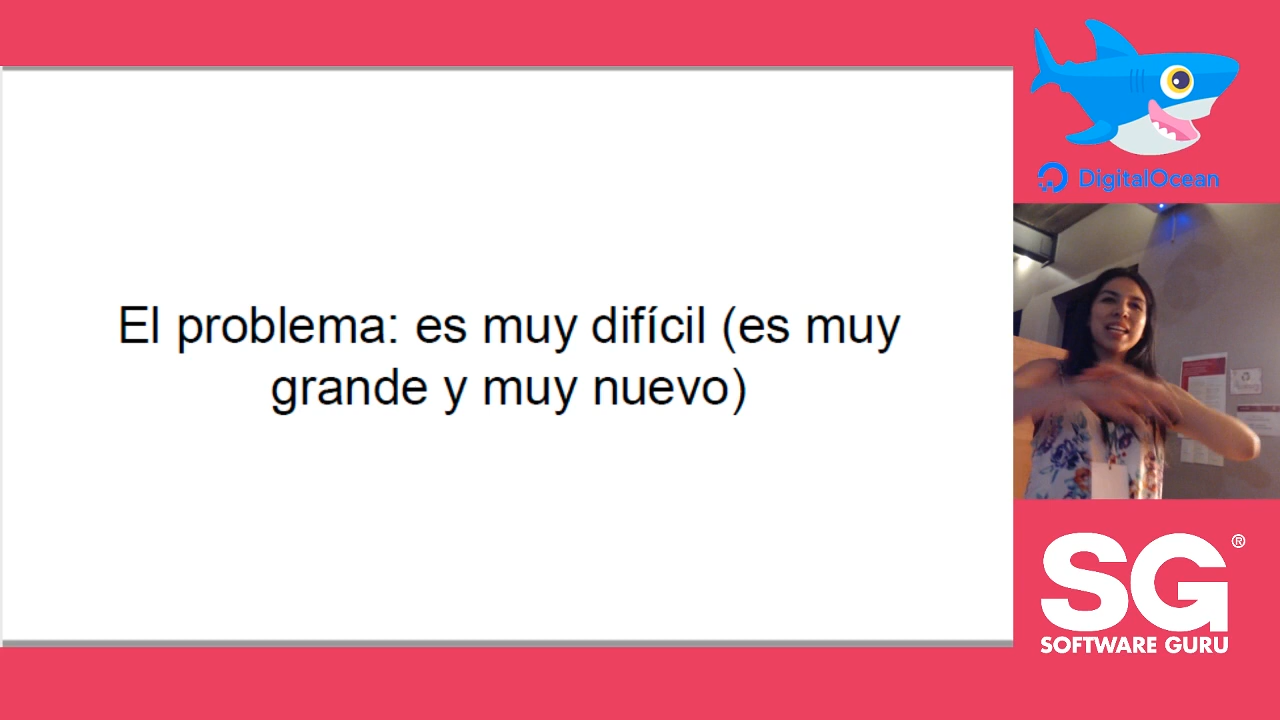 El problema: es muy difícil (es muy
grande y muy nuevo)
DigitalOcean
SG®
SOFTWARE GURU